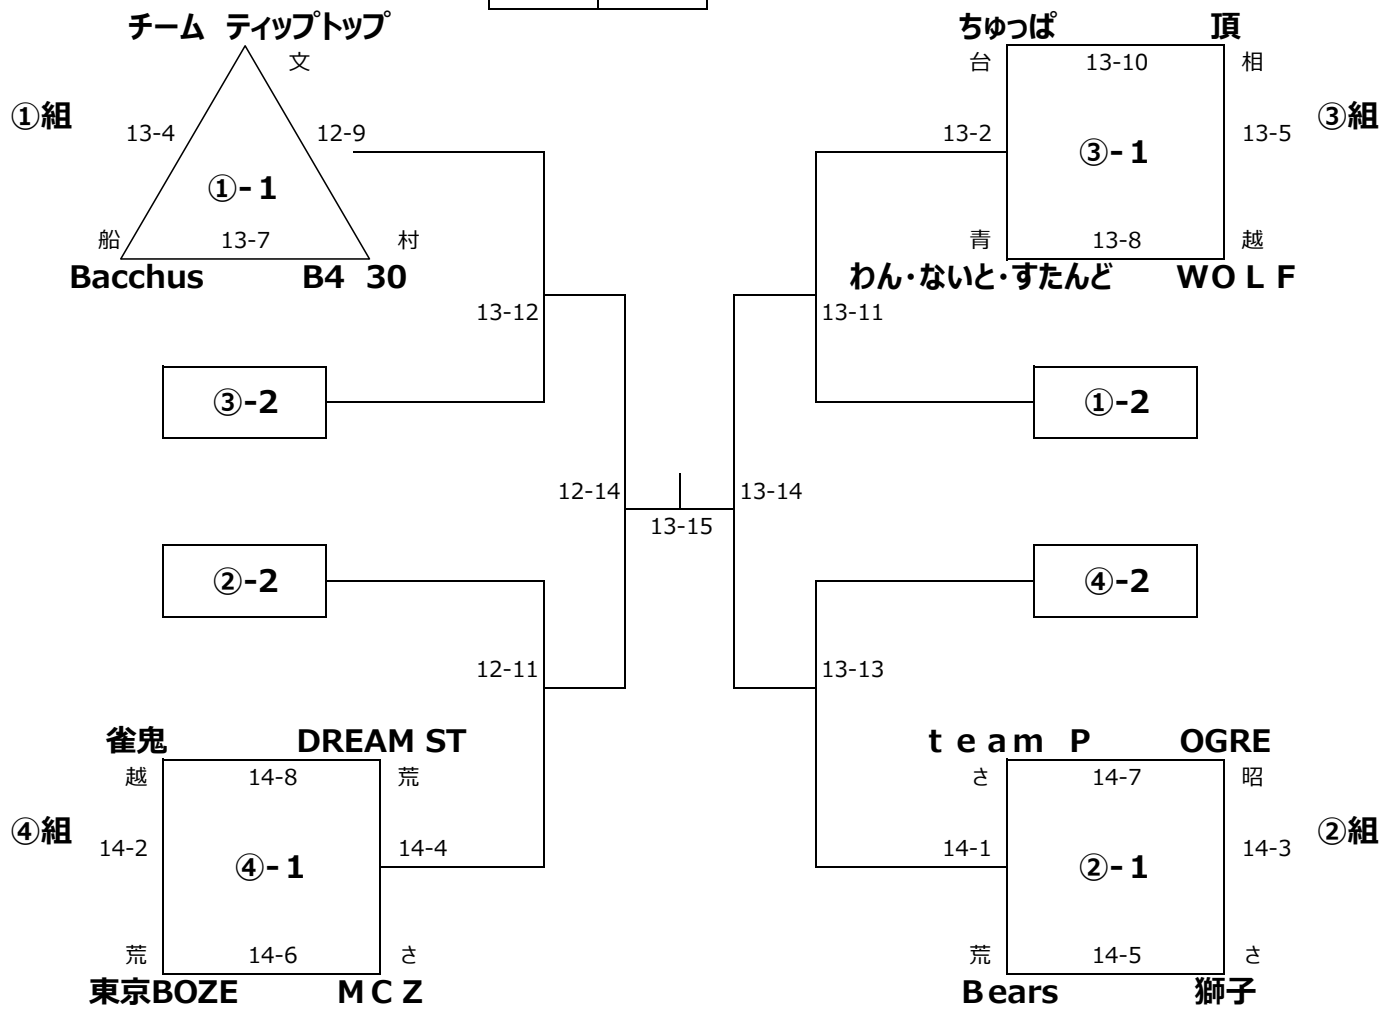 チーム ティップトップ ちゅっぱ 頂
文 台 13-10 相
①組 13-4 12-9 13-2 ③-1 13-5 ③組
①-1
船 13-7 村 青 13-8 越
Bacchus B4 30 わん・ないと・すたんど WOLF
13-12 13-11
③-2 ①-2
12-14 13-14
13-15
②-2 ④-2
12-11 13-13
雀鬼 DREAM ST team P OGRE
越 14-8 荒 さ 14-7 昭
④組 14-2 ④-1 14-4 14-1 ②-1 14-3 ②組
荒 14-6 さ 荒 14-5 さ
東京BOZE MCZ Bears 獅子